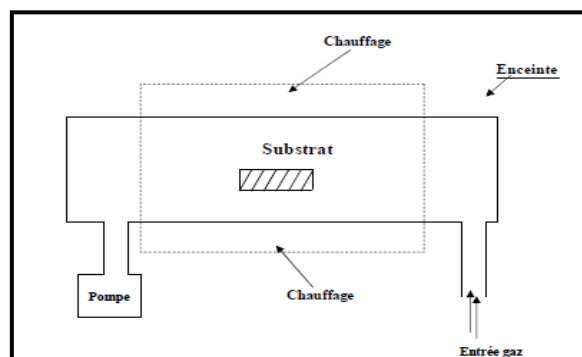 Chauffage
Enceinte
Substrat
Pompe
Chauffage
Entrée gaz